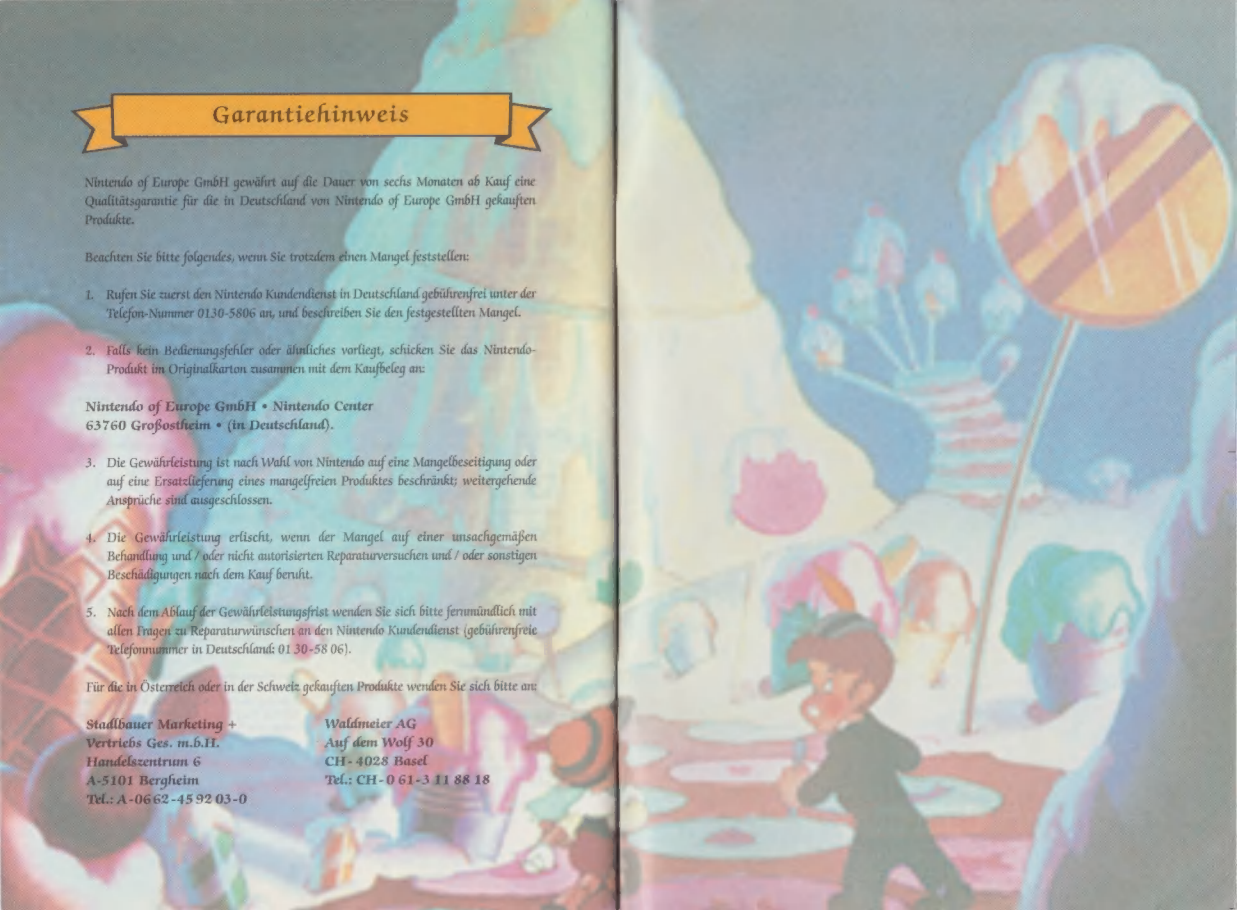 Garantiehinweis
Nintendo of Europe GmbH gewährt auf die Dauer von sechs Monaten ab Kauf eine
Qualitätsgarantie für die in Deutschland von Nintendo of Europe GmbH gekauften
Produkte.
Beachten Sie bitte folgendes, wenn Sie trotzdem einen Mangel feststellen:
1. Rufen Sie zuerst den Nintendo Kundendienst in Deutschland gebührenfrei unter der
Telefon-Nummer 0130-5806 an, und beschreiben Sie den festgestellten Mangel.
2. Falls kein Bedienungsfehler oder ähnliches vorliegt, schicken Sie das Nintendo-
Produkt im Originalkarton zusammen mit dem Kaufbeleg an:
Nintendo of Europe GmbH • Nintendo Center
63760 Großostheim • (in Deutschland).
3. Die Gewährleistung ist nach Wahl von Nintendo auf eine Mangelbeseitigung oder
auf eine Ersatzlieferung eines mangelfreien Produktes beschränkt; weitergehende
Ansprüche sind ausgeschlossen.
4. Die Gewährleistung erlischt, wenn der Mangel auf einer unsachgemäßen
Behandlung und / oder nicht autorisierten Reparaturversuchen und / oder sonstigen
Beschädigungen nach dem Kauf beruht.
5. Nach dem Ablauf der Gewährleistungsfrist wenden Sie sich bitte fernmündlich mit
allen Fragen zu Reparaturwünschen an den Nintendo Kundendienst (gebührenfreie
Telefonnummer in Deutschland: 01 30-58 06).
Für die in Österreich oder in der Schweiz gekauften Produkte wenden Sie sich bitte an:
Stadlbauer Marketing +
Vertriebs Ges. m.b.H.
Handelszentrum 6
A-5101 Bergheim
Tel.: A-06 62-45 92 03-0
Waldmeier AG
Auf dem Wolf 30
CH-4028 Basel
Tel.: CH-0 61-3 11 88 18